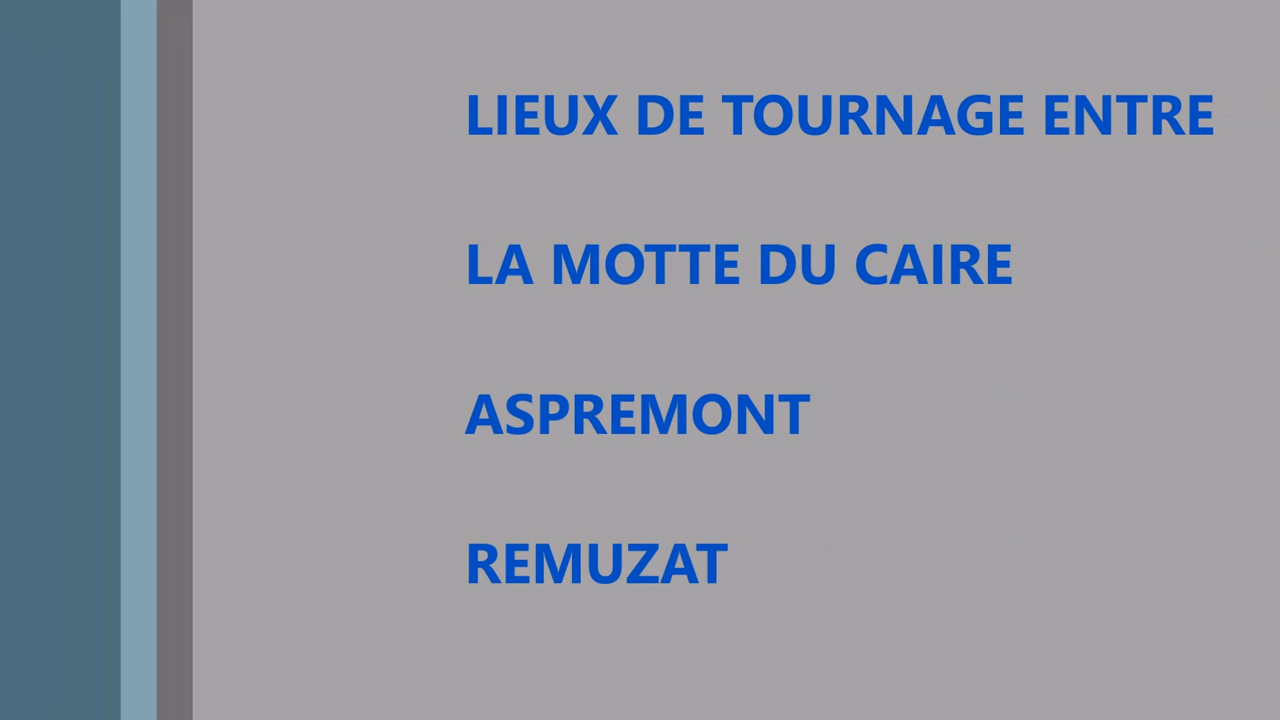 LIEUX DE TOURNAGE ENTRE
LA MOTTE DU CAIRE
ASPREMONT
REMUZAT